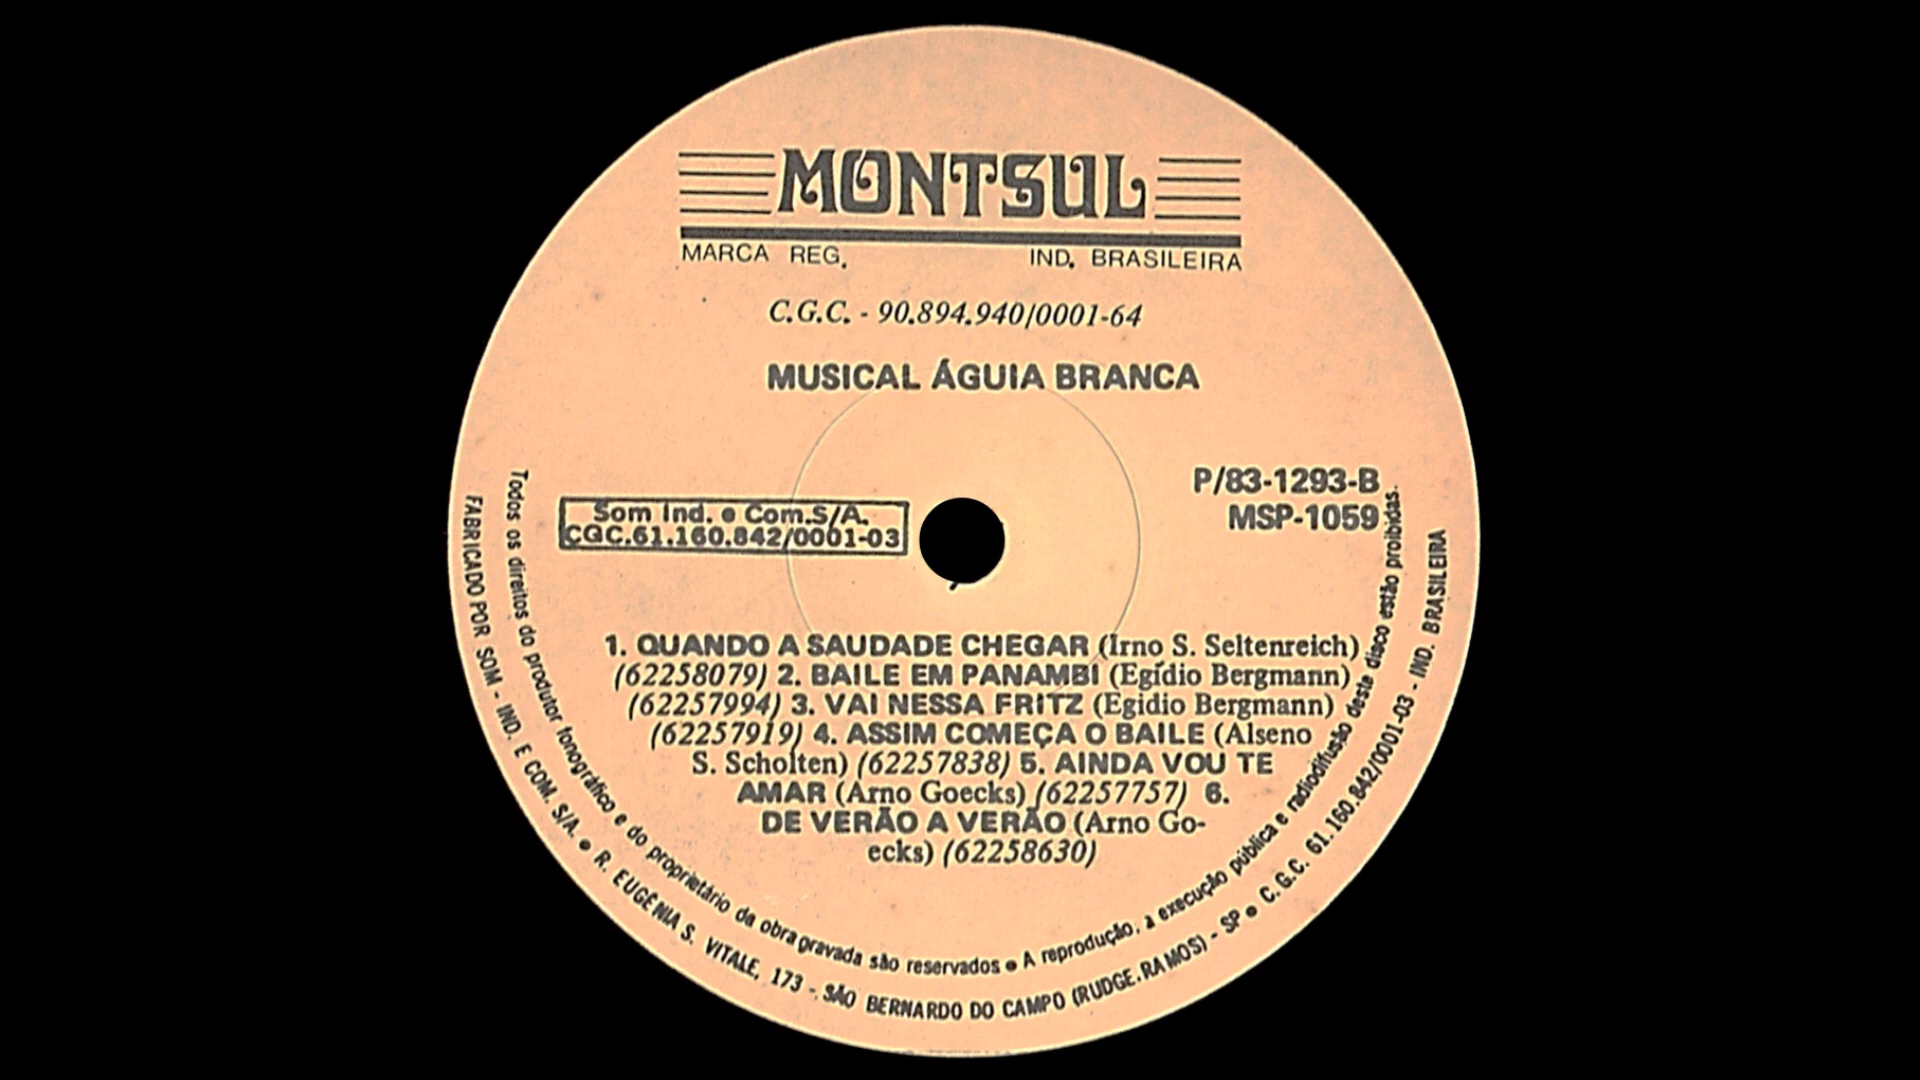 MONTSUL
MARCA REG. IND. BRASILEIRA
C.G.C. - 90.894.940/0001-64
MUSICAL ÁGUIA BRANCA
P/83-1293-B
MSP-1059
Som Ind. e Com.S/A.
CGC.61.160.842/0001-03
1. QUANDO A SAUDADE CHEGAR (Irno S. Seltenreich)
(62258079) 2. BAILE EM PANAMBI (Egídio Bergmann)
(62257994) 3. VAI NESSA FRITZ (Egidio Bergmann)
(62257919) 4. ASSIM COMEÇA O BAILE (Alseno
S. Scholten) (62257838) 5. AINDA VOU TE
AMAR (Arno Goecks) (62257757) 6.
DE VERÃO A VERÃO (Arno Go-
ecks) (62258630)
Todos os direitos do produtor fonográfico e do proprietário da obra gravada são reservados • A reprodução, a execução pública e radiodifusão deste disco estão proibidas.
FABRICADO POR SOM - IND. E COM. S/A. • R. EUGÊNIA S. VITALE, 173 - SÃO BERNARDO DO CAMPO (RUDGE.RAMOS) - SP • C.G.C. 61.160.842/0001-03 - IND. BRASILEIRA